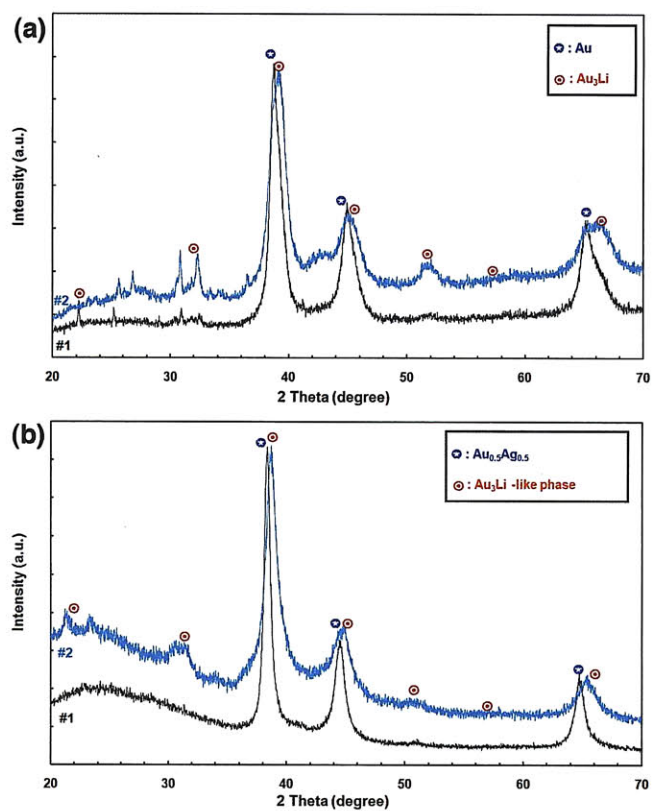 (a)
: Au
: Au₃Li
Intensity (a.u.)
#2
#1
20 30 40 50 60 70
2 Theta (degree)
(b)
: Au₀.₅Ag₀.₅
: Au₃Li -like phase
Intensity (a.u.)
#2
#1
20 30 40 50 60 70
2 Theta (degree)